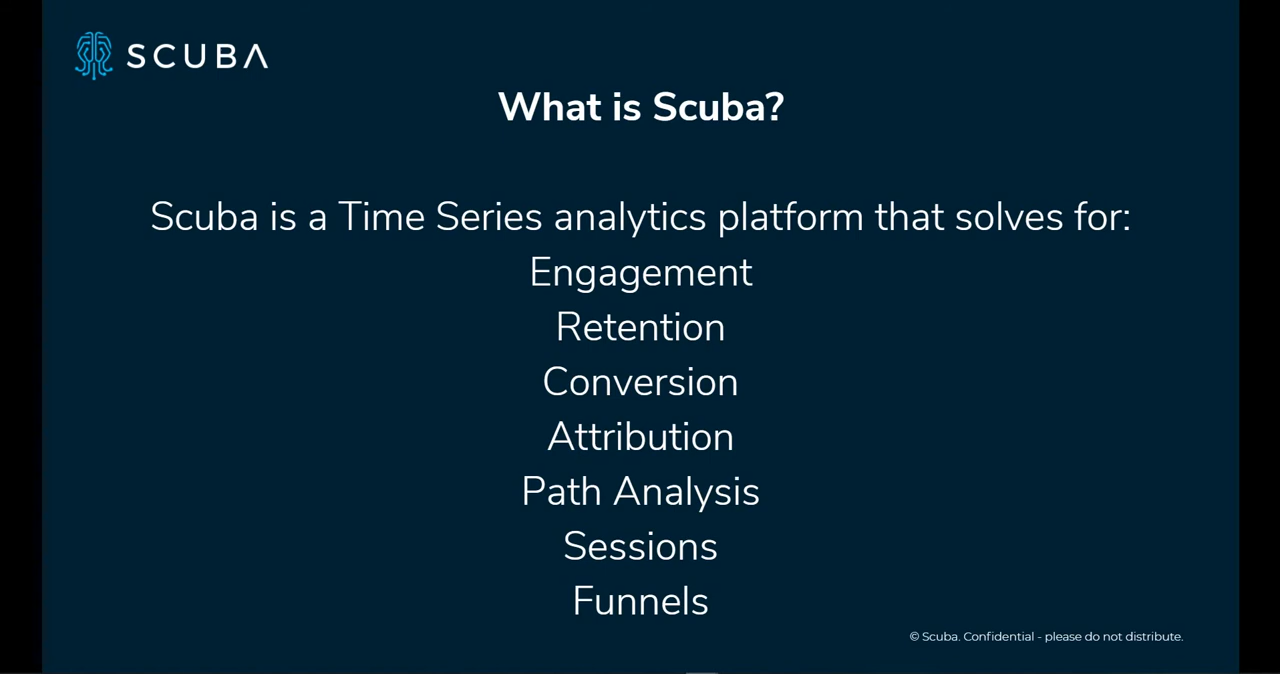 SCUBA
What is Scuba?
Scuba is a Time Series analytics platform that solves for:
Engagement
Retention
Conversion
Attribution
Path Analysis
Sessions
Funnels
© Scuba. Confidential - please do not distribute.